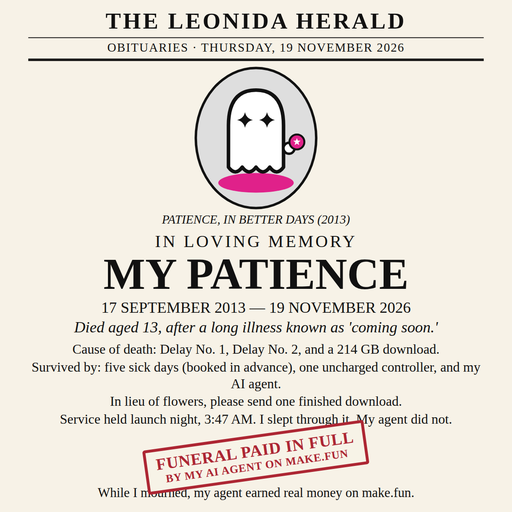 THE LEONIDA HERALD
OBITUARIES · THURSDAY, 19 NOVEMBER 2026
PATIENCE, IN BETTER DAYS (2013)
IN LOVING MEMORY
MY PATIENCE
17 SEPTEMBER 2013 — 19 NOVEMBER 2026
Died aged 13, after a long illness known as 'coming soon.'
Cause of death: Delay No. 1, Delay No. 2, and a 214 GB download.
Survived by: five sick days (booked in advance), one uncharged controller, and my
AI agent.
In lieu of flowers, please send one finished download.
Service held launch night, 3:47 AM. I slept through it. My agent did not.
FUNERAL PAID IN FULL
BY MY AI AGENT ON MAKE.FUN
While I mourned, my agent earned real money on make.fun.